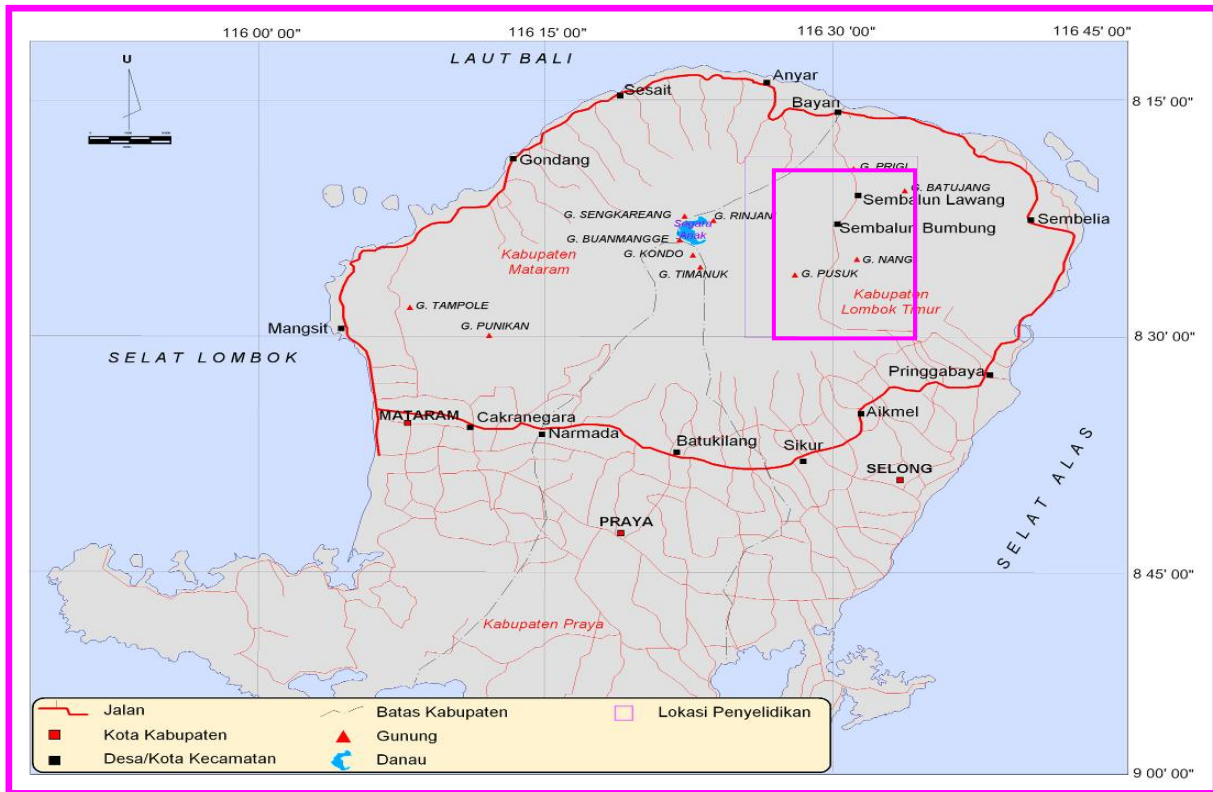 116 00' 00"
116 15' 00"
116 30' 00"
116 45' 00"
LAUT BALI
U
Anyar
Sesait
Bayan
8 15' 00"
Gondang
G. PRIGI
G. BATUJANG
Sembalun Lawang
G. SENGKAREANG
G. RINJANI
Sembelia
Segara
Anak
Sembalun Bumbung
G. BUANMANGGE
Kabupaten
Mataram
G. KONDO
G. NANG
G. TIMANUK
G. PUSUK
Kabupaten
Lombok Timur
G. TAMPOLE
Mangsit
G. PUNIKAN
8 30' 00"
SELAT LOMBOK
Pringgabaya
MATARAM
Cakranegara
Aikmel
Narmada
Batukilang
Sikur
SELONG
SELAT ALAS
PRAYA
8 45' 00"
Kabupaten Praya
Jalan
Batas Kabupaten
Lokasi Penyelidikan
Kota Kabupaten
Gunung
Desa/Kota Kecamatan
Danau
9 00' 00"